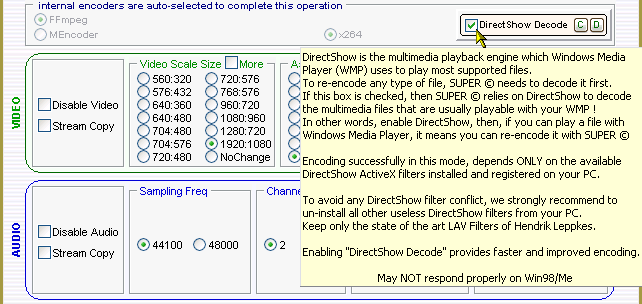 internal encoders are auto-selected to complete this operation
FFmpeg
MEncoder
x264
DirectShow Decode
C
D
VIDEO
Disable Video
Stream Copy
Video Scale Size
More
560:320
720:576
576:432
768:576
640:360
960:720
640:480
1080:960
704:480
1280:720
704:576
1920:1080
720:480
NoChange
A
AUDIO
Disable Audio
Stream Copy
Sampling Freq
44100
48000
Channe
2
DirectShow is the multimedia playback engine which Windows Media
Player (WMP) uses to play most supported files.
To re-encode any type of file, SUPER © needs to decode it first.
If this box is checked, then SUPER © relies on DirectShow to decode
the multimedia files that are usually playable with your WMP !
In other words, enable DirectShow, then, if you can play a file with
Windows Media Player, it means you can re-encode it with SUPER ©
Encoding successfully in this mode, depends ONLY on the available
DirectShow ActiveX filters installed and registered on your PC.
To avoid any DirectShow filter conflict, we strongly recommend to
un-install all other useless DirectShow filters from your PC.
Keep only the state of the art LAV Filters of Hendrik Leppkes.
Enabling "DirectShow Decode" provides faster and improved encoding.
May NOT respond properly on Win98/Me